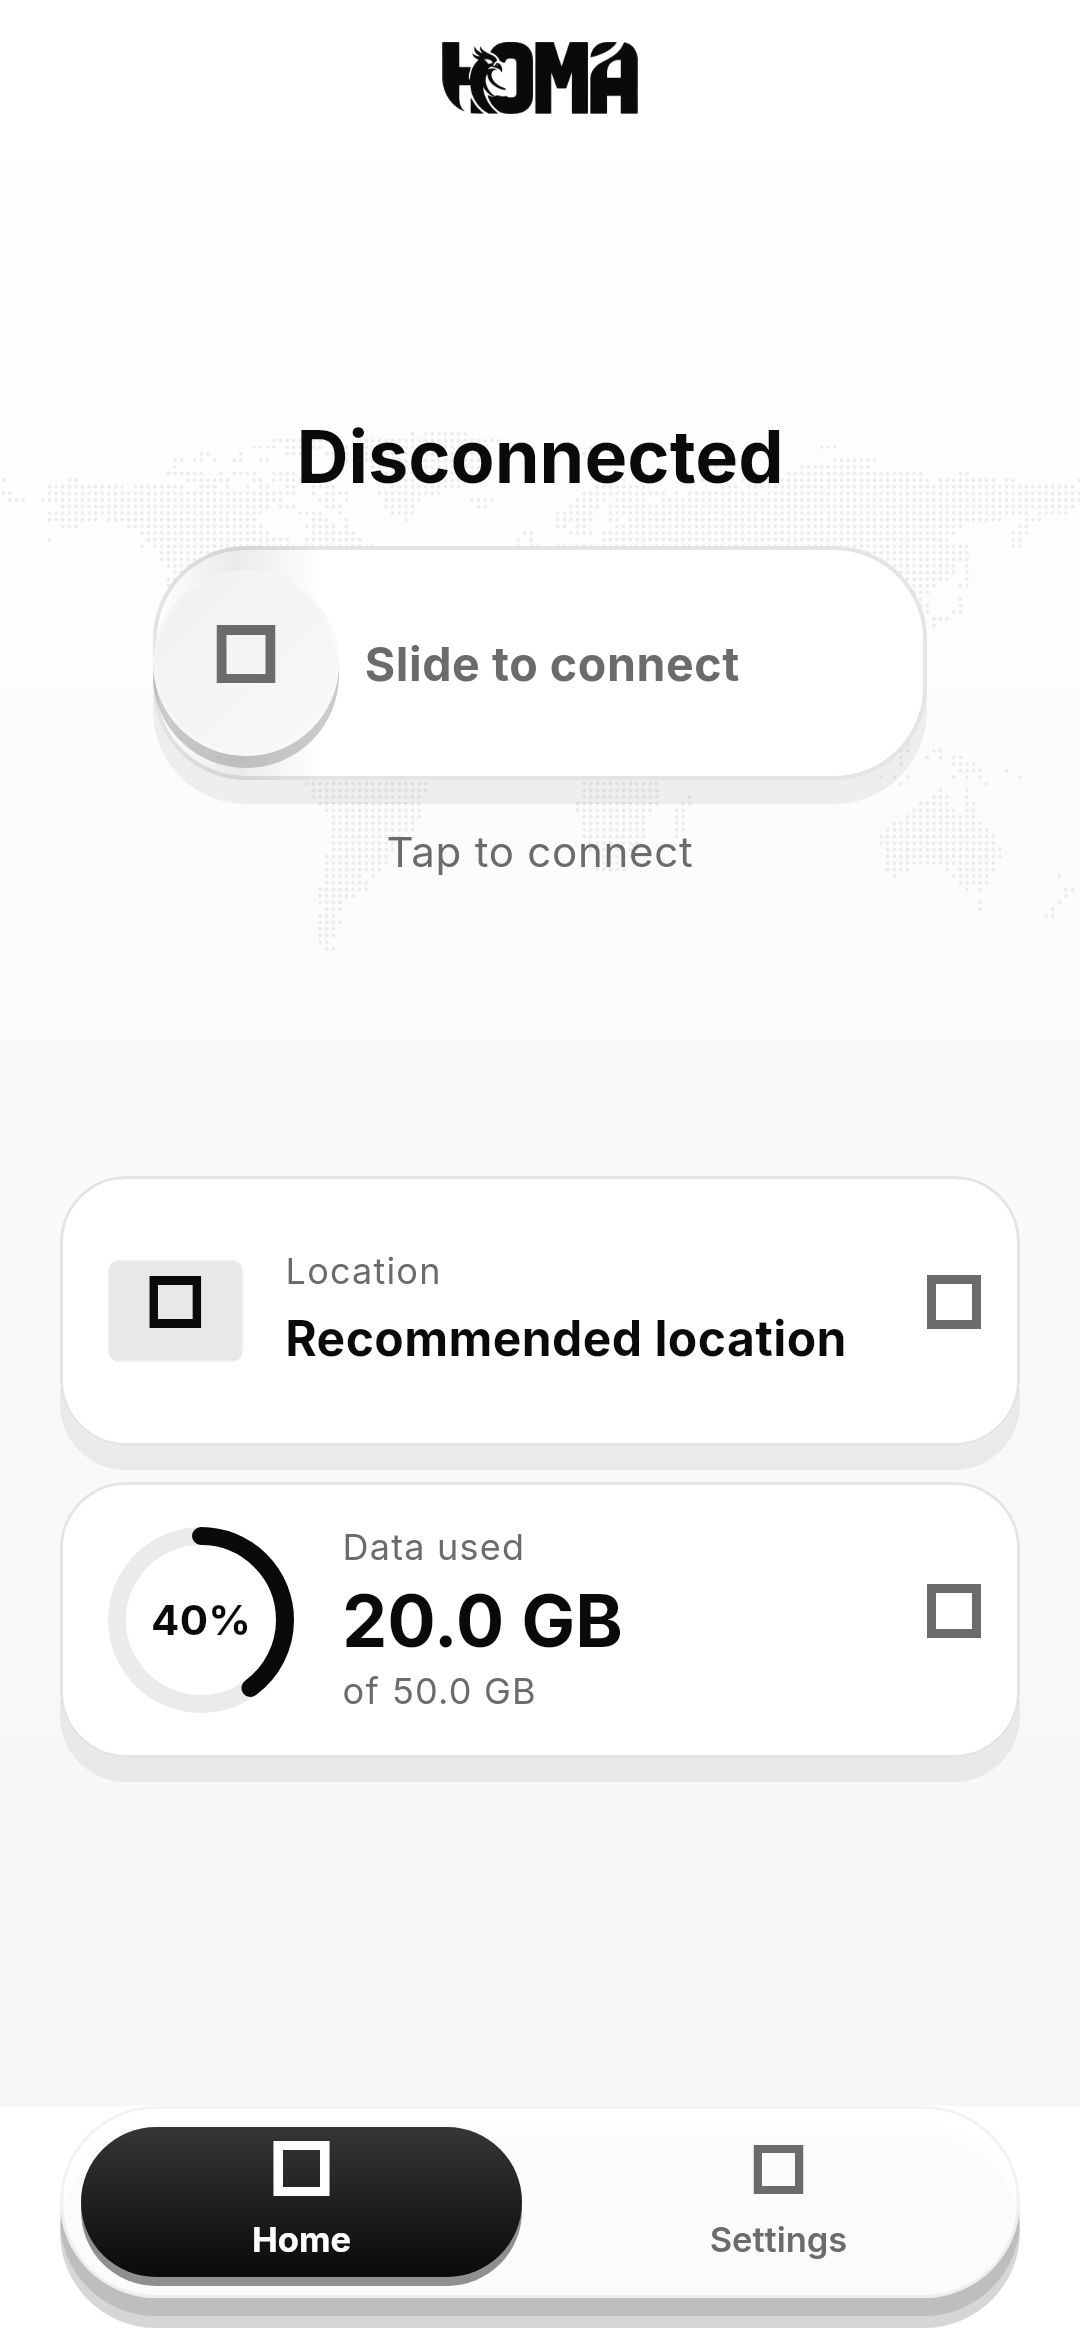 HOMA
Disconnected
Slide to connect
Tap to connect
Location
Recommended location
40%
Data used
20.0 GB
of 50.0 GB
Home
Settings